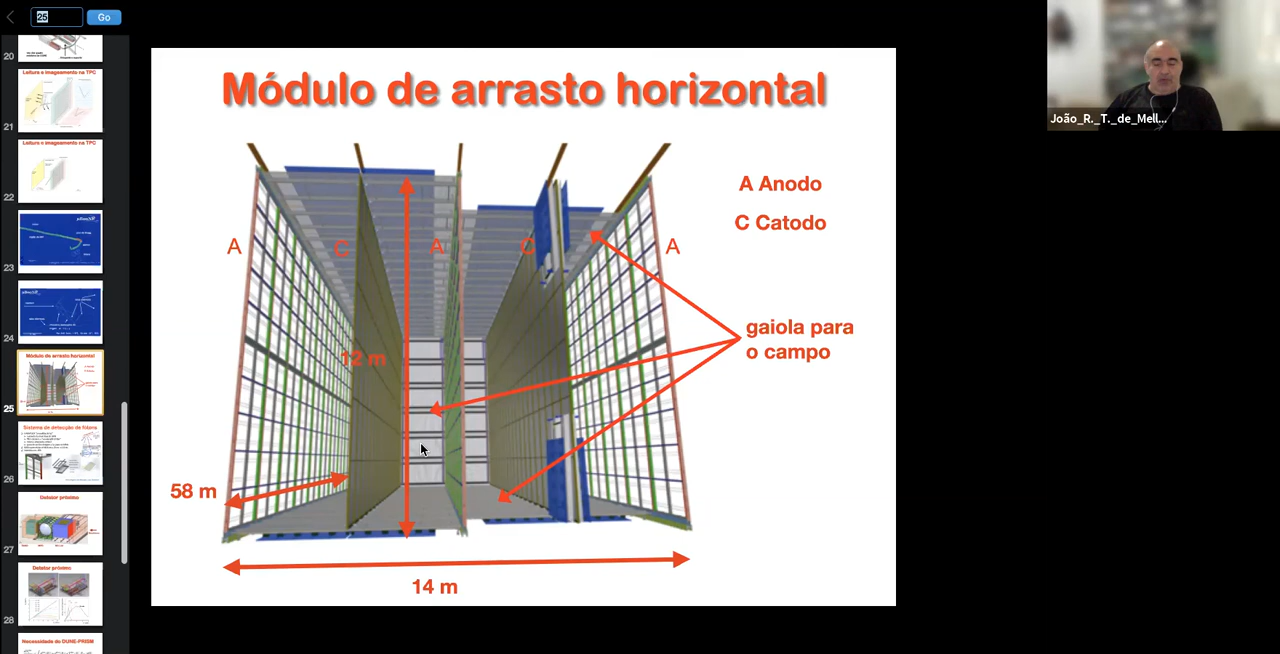 25
Go
20
Leitura e imageamento na TPC
21
Leitura e imageamento na TPC
22
23
24
Módulo de arrasto horizontal
25
Sistema de detecção de fótons
26
Detetor próximo
27
Detetor próximo
28
Necessidade do DUNE-PRISM
Módulo de arrasto horizontal
A Anodo
C Catodo
A
C
A
C
A
gaiola para
o campo
12 m
58 m
14 m
João_R._T._de_Mell...